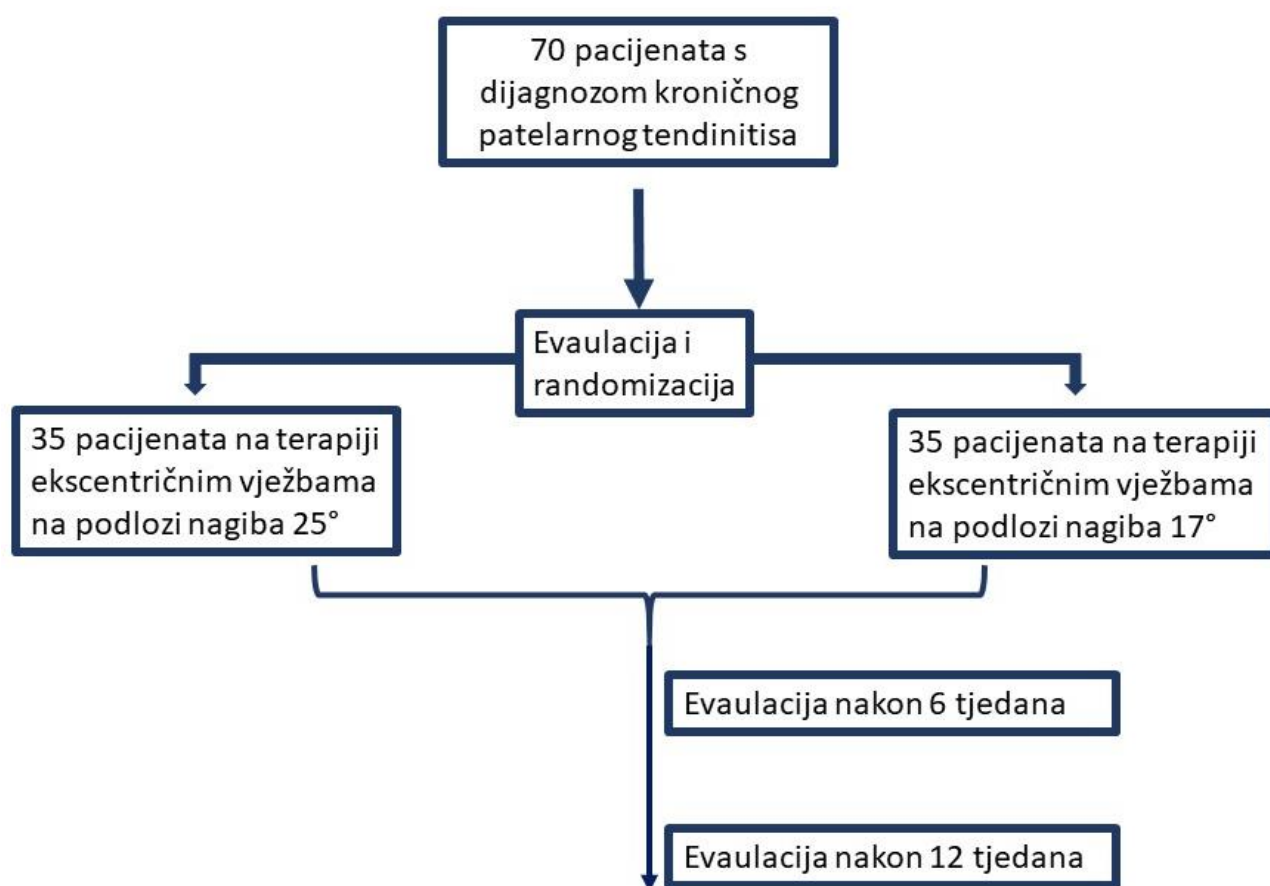 70 pacijenata s
dijagnozom kroničnog
patelarnog tendinitisa
Evaulacija i
randomizacija
35 pacijenata na terapiji
ekscentričnim vježbama
na podlozi nagiba 25°
35 pacijenata na terapiji
ekscentričnim vježbama
na podlozi nagiba 17°
Evaulacija nakon 6 tjedana
Evaulacija nakon 12 tjedana